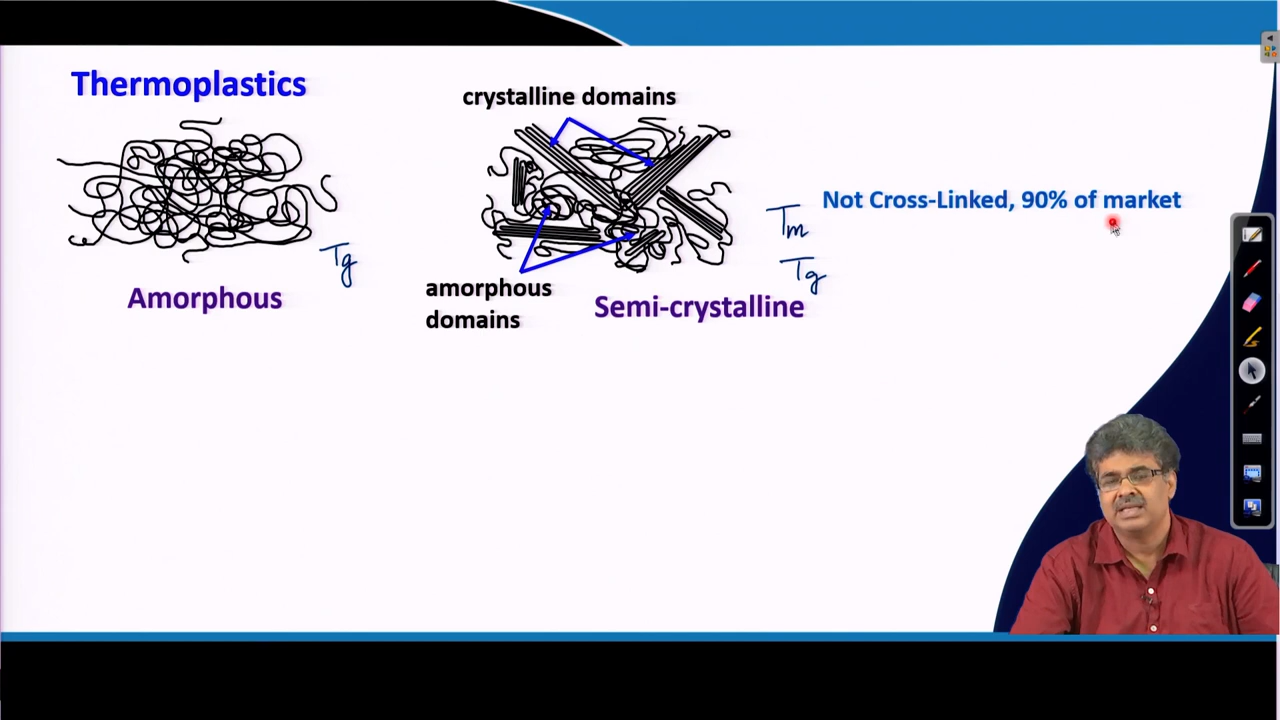 Thermoplastics
crystalline domains
Not Cross-Linked, 90% of market
Tm
Tg
Tg
amorphous
domains
Amorphous
Semi-crystalline